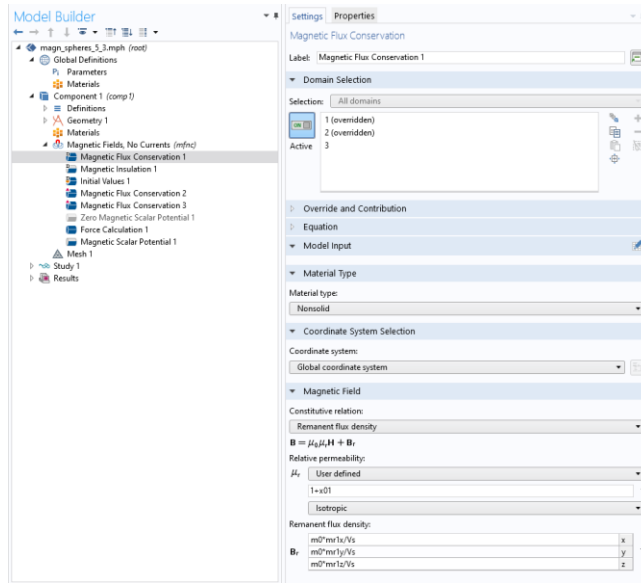 Model Builder
magn_spheres_5_3.mph (root)
Global Definitions
Pi Parameters
Materials
Component 1 (comp1)
Definitions
Geometry 1
Materials
Magnetic Fields, No Currents (mfnc)
Magnetic Flux Conservation 1
Magnetic Insulation 1
Initial Values 1
Magnetic Flux Conservation 2
Magnetic Flux Conservation 3
Zero Magnetic Scalar Potential 1
Force Calculation 1
Magnetic Scalar Potential 1
Mesh 1
Study 1
Results
Settings Properties
Magnetic Flux Conservation
Label: Magnetic Flux Conservation 1
Domain Selection
Selection: All domains
1 (overridden)
2 (overridden)
Active 3
Override and Contribution
Equation
Model Input
Material Type
Material type:
Nonsolid
Coordinate System Selection
Coordinate system:
Global coordinate system
Magnetic Field
Constitutive relation:
Remanent flux density
B = μ₀μᵣH + Bᵣ
Relative permeability:
μᵣ User defined
1+x01
Isotropic
Remanent flux density:
m0*mr1x/Vs x
Bᵣ m0*mr1y/Vs y
m0*mr1z/Vs z